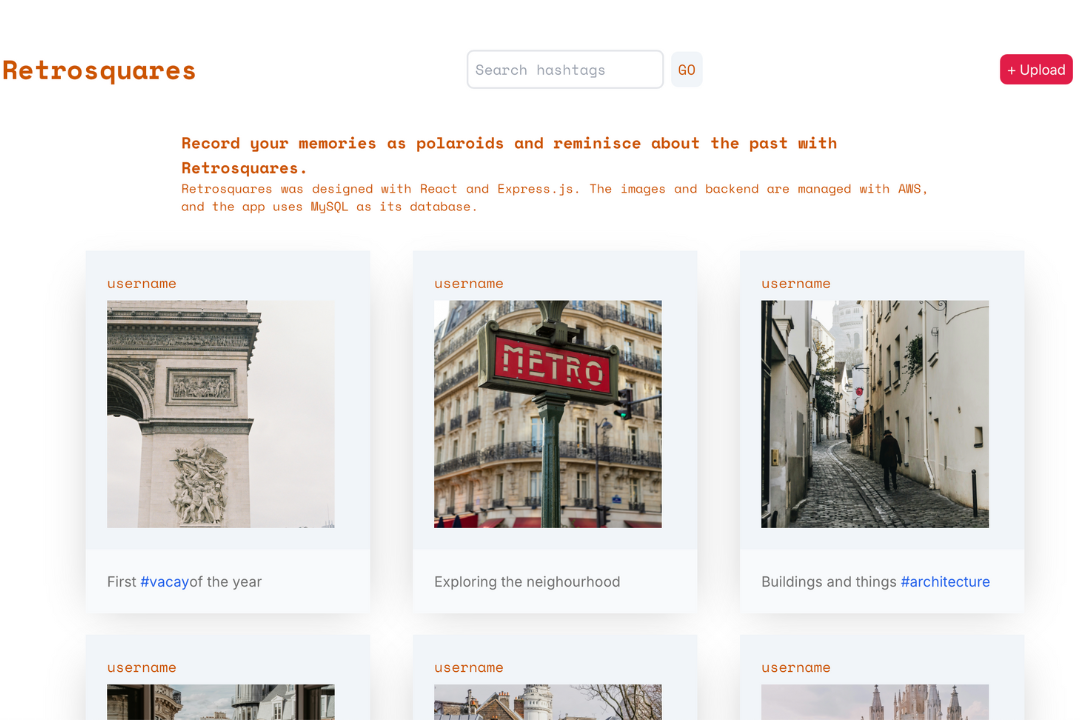 Retrosquares
Search hashtags
GO
+ Upload
Record your memories as polaroids and reminisce about the past with
Retrosquares.
Retrosquares was designed with React and Express.js. The images and backend are managed with AWS,
and the app uses MySQL as its database.
username
username
username
METRO
First #vacayof the year
Exploring the neighourhood
Buildings and things #architecture
username
username
username